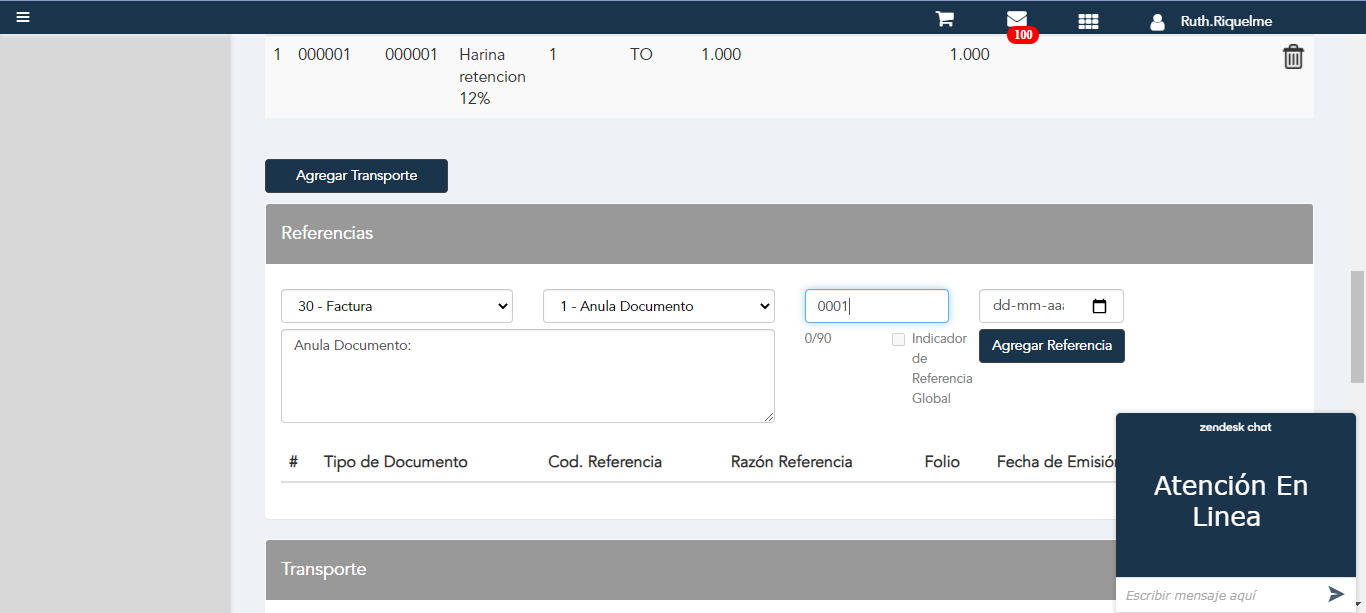 100
Ruth.Riquelme
1 000001 000001 Harina 1 TO 1.000 1.000
retencion
12%
Agregar Transporte
Referencias
30 - Factura 1 - Anula Documento 0001 dd-mm-aaa
Anula Documento: 0/90 Indicador Agregar Referencia
de
Referencia
Global
# Tipo de Documento Cod. Referencia Razón Referencia Folio Fecha de Emisión
Transporte
zendesk chat
Atención En
Linea
Escribir mensaje aquí